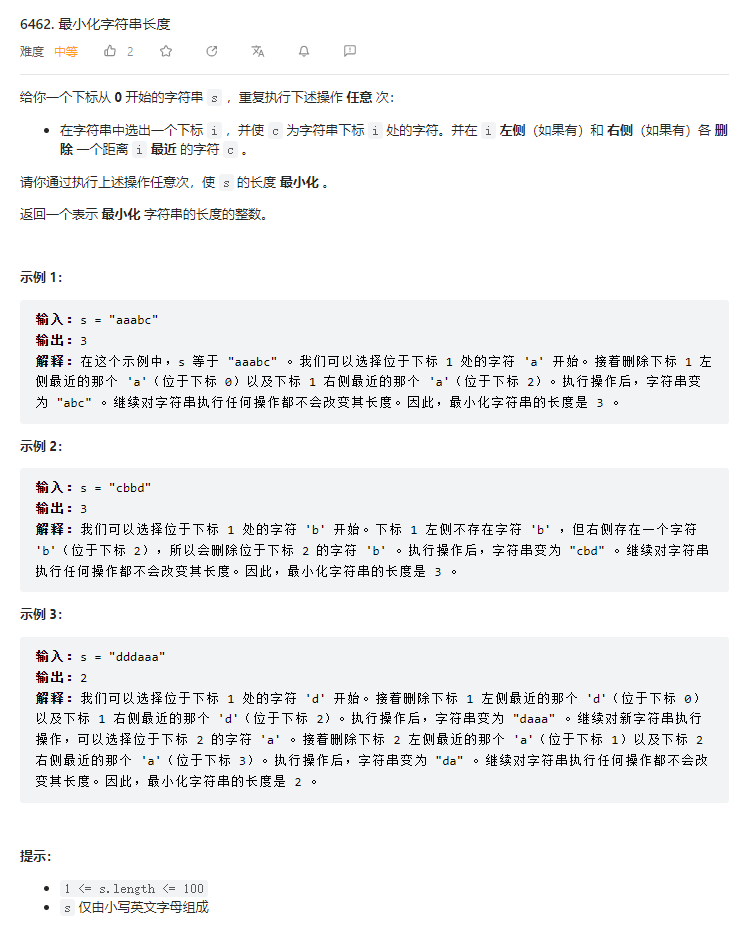 6462. 最小化字符串长度
难度 中等 2
给你一个下标从 0 开始的字符串 s ，重复执行下述操作 任意 次：
在字符串中选出一个下标 i ，并使 c 为字符串下标 i 处的字符。并在 i 左侧（如果有）和 右侧（如果有）各 删
除 一个距离 i 最近 的字符 c 。
请你通过执行上述操作任意次，使 s 的长度 最小化 。
返回一个表示 最小化 字符串的长度的整数。
示例 1：
输入：s = "aaabc"
输出：3
解释：在这个示例中，s 等于 "aaabc" 。我们可以选择位于下标 1 处的字符 'a' 开始。接着删除下标 1 左
侧最近的那个 'a'（位于下标 0）以及下标 1 右侧最近的那个 'a'（位于下标 2）。执行操作后，字符串变
为 "abc" 。继续对字符串执行任何操作都不会改变其长度。因此，最小化字符串的长度是 3 。
示例 2：
输入：s = "cbbd"
输出：3
解释：我们可以选择位于下标 1 处的字符 'b' 开始。下标 1 左侧不存在字符 'b' ，但右侧存在一个字符
'b'（位于下标 2），所以会删除位于下标 2 的字符 'b' 。执行操作后，字符串变为 "cbd" 。继续对字符串
执行任何操作都不会改变其长度。因此，最小化字符串的长度是 3 。
示例 3：
输入：s = "dddaaa"
输出：2
解释：我们可以选择位于下标 1 处的字符 'd' 开始。接着删除下标 1 左侧最近的那个 'd'（位于下标 0）
以及下标 1 右侧最近的那个 'd'（位于下标 2）。执行操作后，字符串变为 "daaa" 。继续对新字符串执行
操作，可以选择位于下标 2 的字符 'a' 。接着删除下标 2 左侧最近的那个 'a'（位于下标 1）以及下标 2
右侧最近的那个 'a'（位于下标 3）。执行操作后，字符串变为 "da" 。继续对字符串执行任何操作都不会改
变其长度。因此，最小化字符串的长度是 2 。
提示：
1 <= s.length <= 100
s 仅由小写英文字母组成